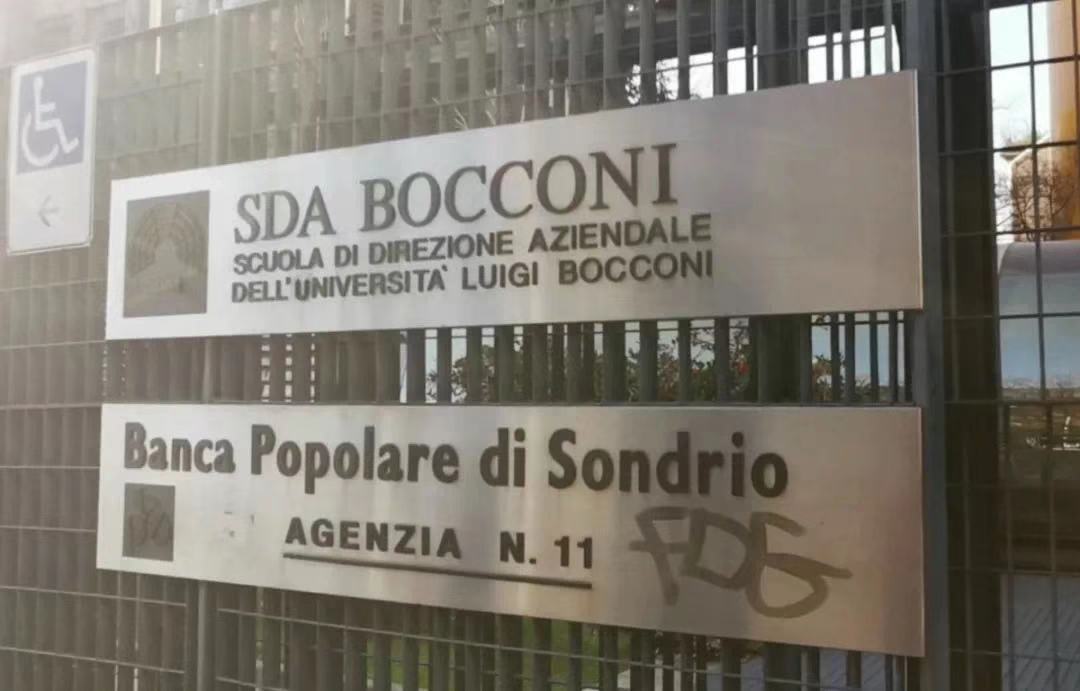 SDA BOCCONI
SCUOLA DI DIREZIONE AZIENDALE
DELL'UNIVERSITA` LUIGI BOCCONI
Banca Popolare di Sondrio
AGENZIA N. 11
FDG